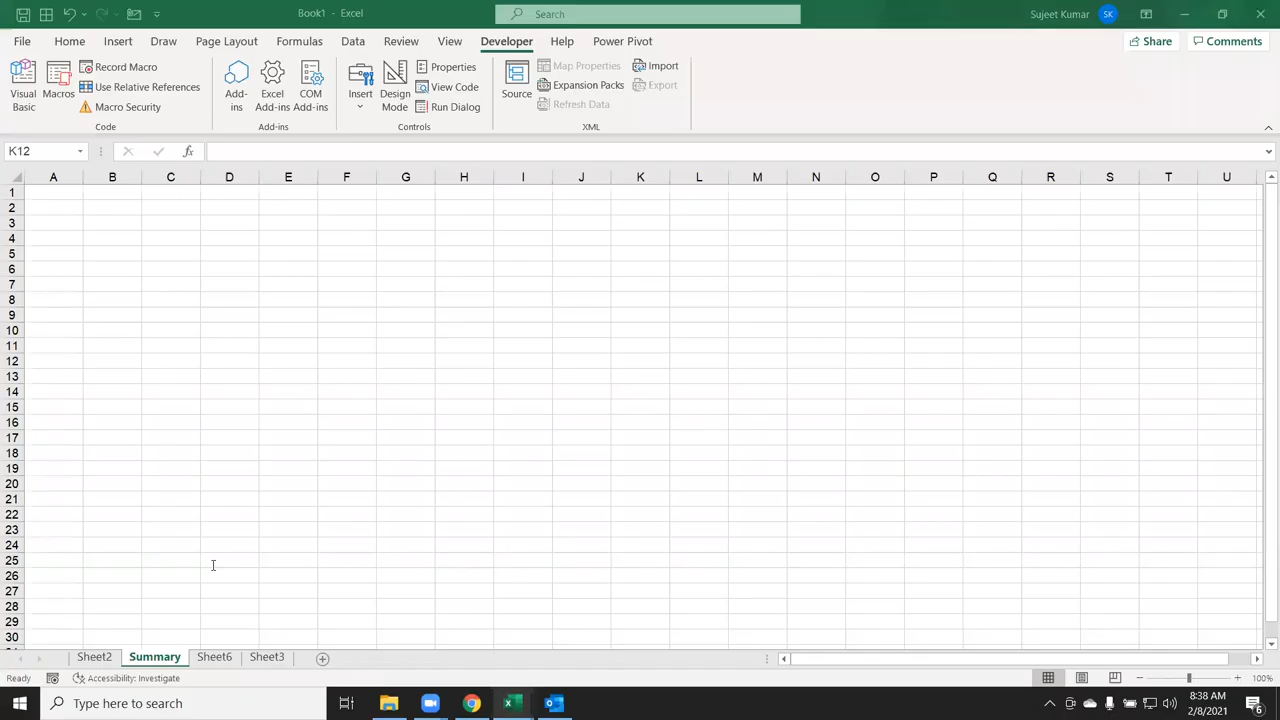 Book1 - Excel
Search
Sujeet Kumar
SK
File Home Insert Draw Page Layout Formulas Data Review View Developer Help Power Pivot
Share Comments
Visual Basic
Macros
Record Macro
Use Relative References
Macro Security
Code
Add-ins
Excel Add-ins
COM Add-ins
Add-ins
Insert
Design Mode
Properties
View Code
Run Dialog
Controls
Source
Map Properties
Expansion Packs
Refresh Data
Import
Export
XML
K12
fx
A B C D E F G H I J K L M N O P Q R S T U
1
2
3
4
5
6
7
8
9
10
11
12
13
14
15
16
17
18
19
20
21
22
23
24
25
26
27
28
29
30
Sheet2 Summary Sheet6 Sheet3
Ready Accessibility: Investigate 100%
Type here to search
8:38 AM
2/8/2021
6